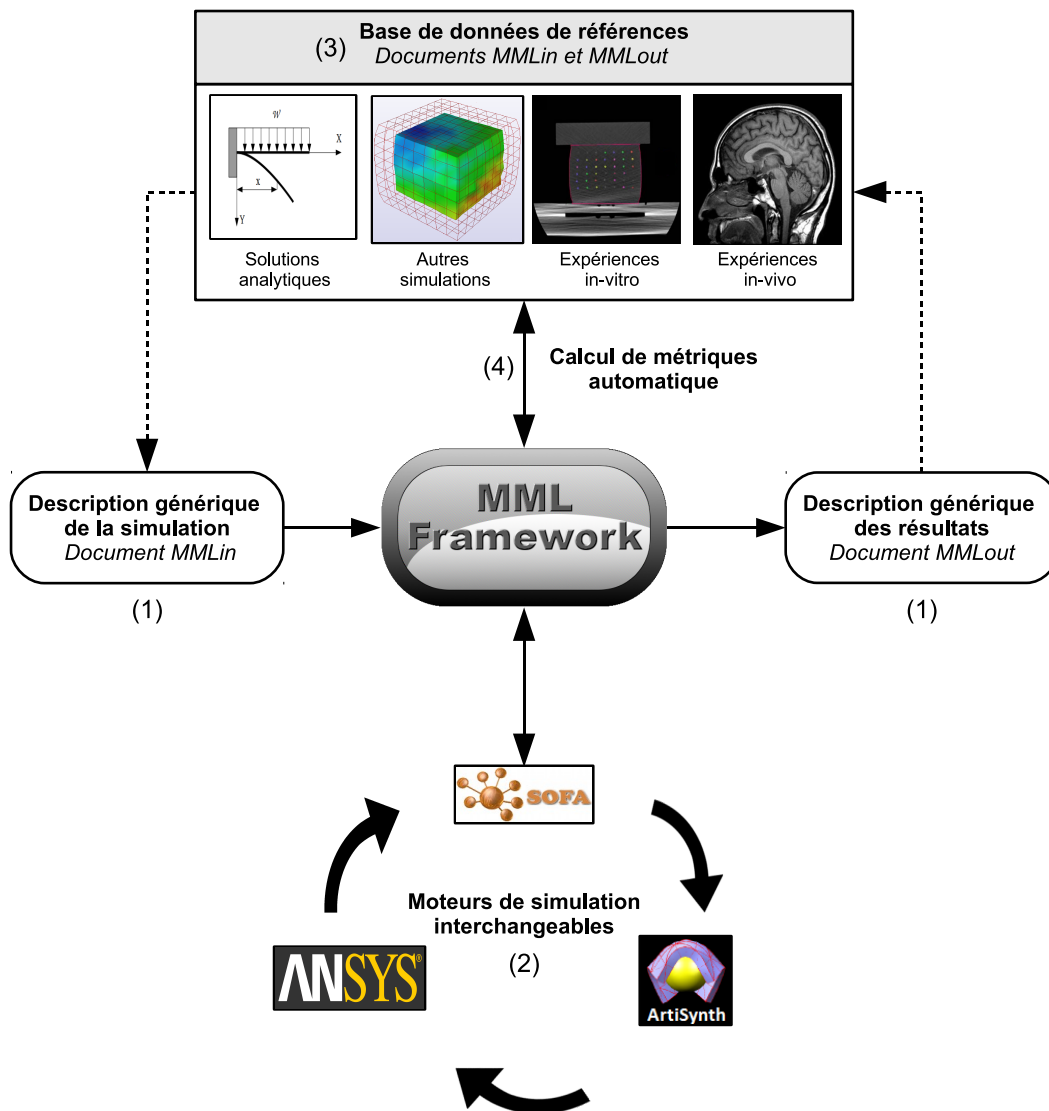 (3)
Base de données de références
Documents MMLin et MMLout
W
X
x
Y
Solutions
analytiques
Autres
simulations
Expériences
in-vitro
Expériences
in-vivo
(4)
Calcul de métriques
automatique
Description générique
de la simulation
Document MMLin
(1)
MML
Framework
Description générique
des résultats
Document MMLout
(1)
SOFA
Moteurs de simulation
interchangeables
(2)
ANSYS®
ArtiSynth